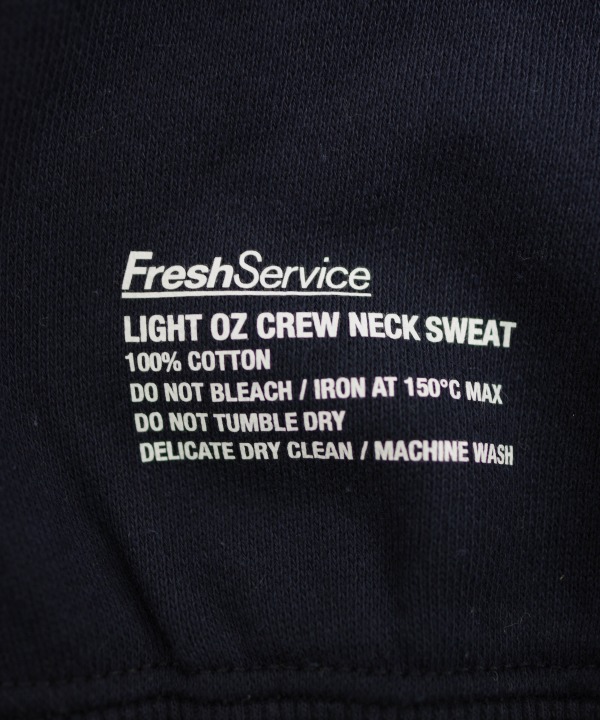 FreshService
LIGHT OZ CREW NECK SWEAT
100% COTTON
DO NOT BLEACH / IRON AT 150°C MAX
DO NOT TUMBLE DRY
DELICATE DRY CLEAN / MACHINE WASH